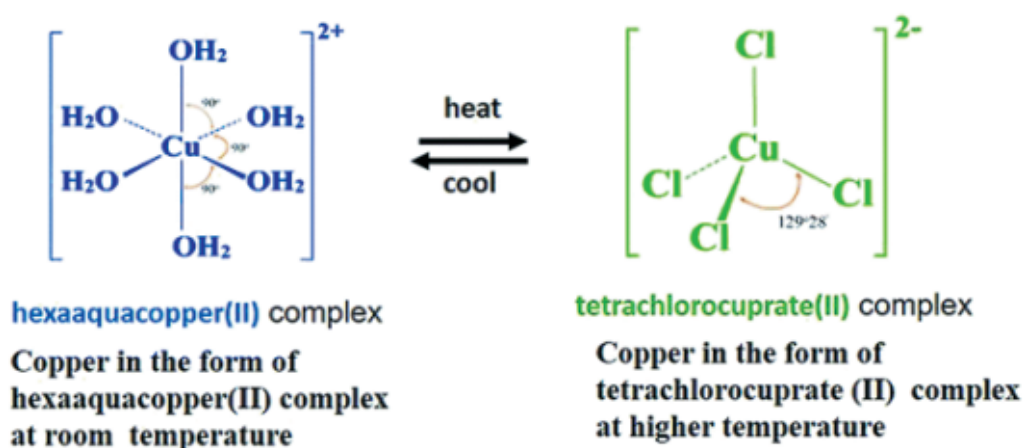 [ ]2+
OH2
H2O OH2
Cu
H2O OH2
OH2
90°
90°
90°
heat
cool
[ ]2-
Cl
Cu
Cl Cl
Cl
129°28'
hexaaquacopper(II) complex
Copper in the form of
hexaaquacopper(II) complex
at room temperature
tetrachlorocuprate(II) complex
Copper in the form of
tetrachlorocuprate (II) complex
at higher temperature